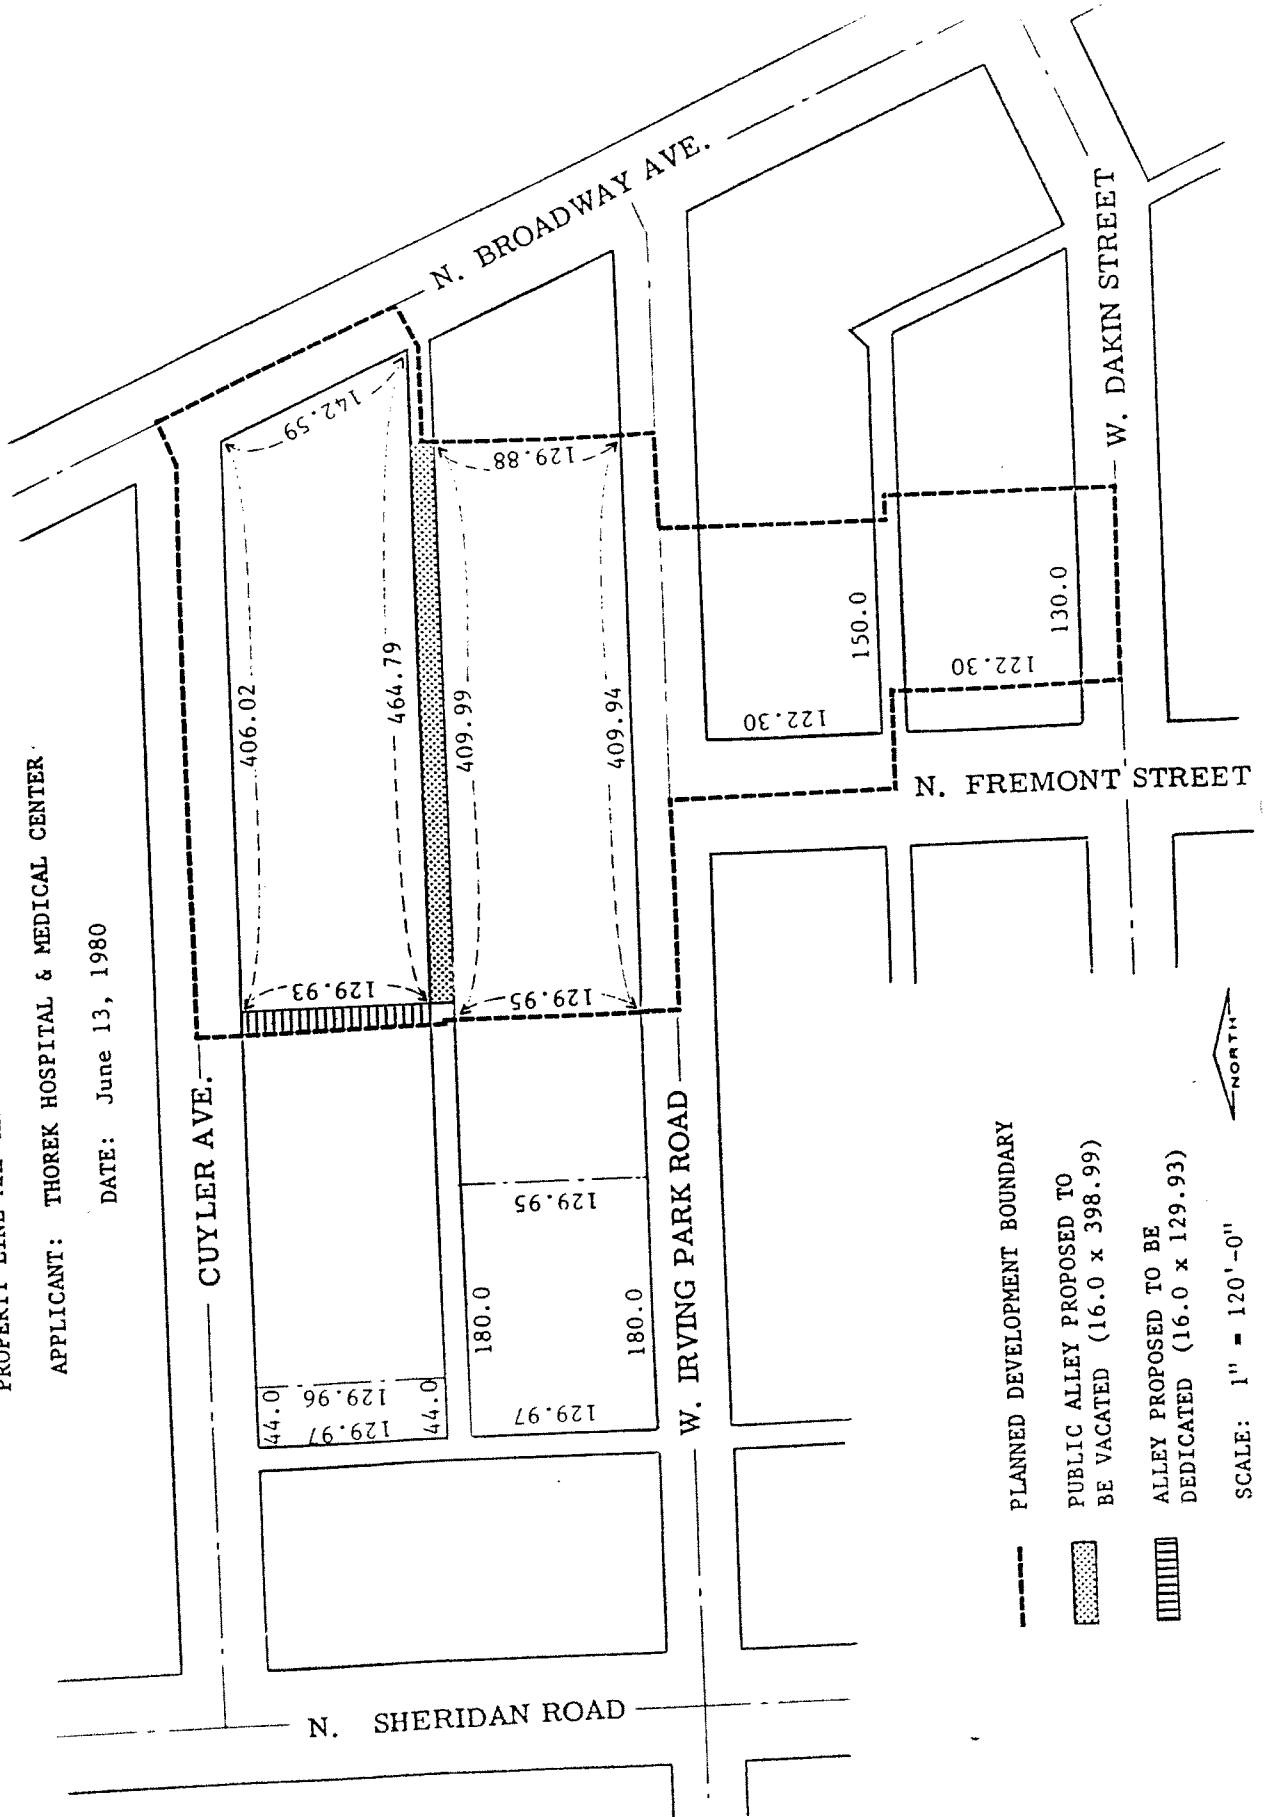 APPLICANT: THOREK HOSPITAL & MEDICAL CENTER
DATE: June 13, 1980
N. BROADWAY AVE.
142.59
406.02
464.79
129.88
409.99
409.94
129.93
129.95
CUYLER AVE.
W. IRVING PARK ROAD
150.0
122.30
130.0
122.30
W. DAKIN STREET
N. FREMONT STREET
129.95
180.0
180.0
44.0
129.96
129.97
44.0
129.97
N. SHERIDAN ROAD
NORTH
PLANNED DEVELOPMENT BOUNDARY
PUBLIC ALLEY PROPOSED TO
BE VACATED (16.0 x 398.99)
ALLEY PROPOSED TO BE
DEDICATED (16.0 x 129.93)
SCALE: 1" = 120'-0"